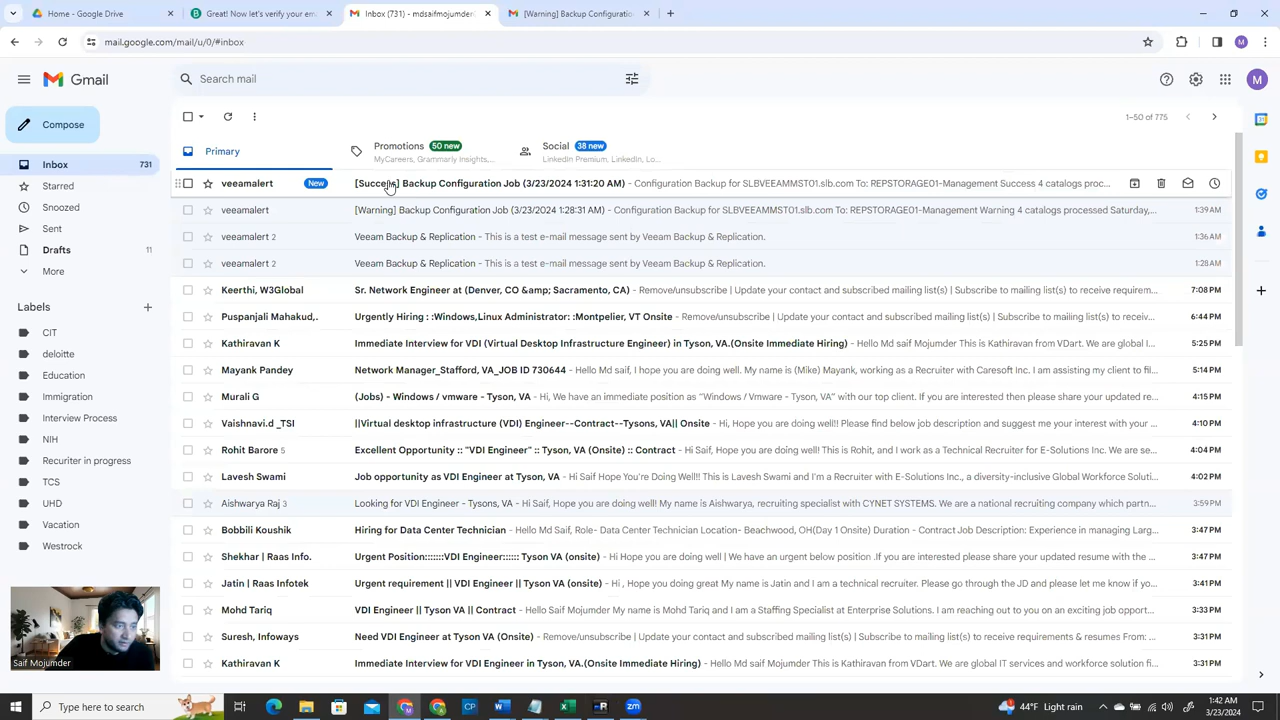 Home - Google Drive
Great! Now let's verify your em
Inbox (731) - mdsaifmojumder
[Warning] Backup Configuration
mail.google.com/mail/u/0/#inbox
M
Gmail
Search mail
M
Compose
1–50 of 775
Inbox 731
Primary
Promotions 50 new
MyCareers, Grammarly Insights,...
Social 38 new
LinkedIn Premium, LinkedIn, Lo...
Starred
Snoozed
Sent
Drafts 11
More
Labels
CIT
deloitte
Education
Immigration
Interview Process
NIH
Recuriter in progress
TCS
UHD
Vacation
Westrock
veeamalert New [Success] Backup Configuration Job (3/23/2024 1:31:20 AM) - Configuration Backup for SLBVEEAMMST01.slb.com To: REPSTORAGE01-Management Success 4 catalogs proc...
veeamalert [Warning] Backup Configuration Job (3/23/2024 1:28:31 AM) - Configuration Backup for SLBVEEAMMST01.slb.com To: REPSTORAGE01-Management Warning 4 catalogs processed Saturday,... 1:39 AM
veeamalert 2 Veeam Backup & Replication - This is a test e-mail message sent by Veeam Backup & Replication. 1:36 AM
veeamalert 2 Veeam Backup & Replication - This is a test e-mail message sent by Veeam Backup & Replication. 1:28 AM
Keerthi, W3Global Sr. Network Engineer at (Denver, CO &amp; Sacramento, CA) - Remove/unsubscribe | Update your contact and subscribed mailing list(s) | Subscribe to mailing list(s) to receive requirem... 7:08 PM
Puspanjali Mahakud,. Urgently Hiring : :Windows,Linux Administrator: :Montpelier, VT Onsite - Remove/unsubscribe | Update your contact and subscribed mailing list(s) | Subscribe to mailing list(s) to receiv... 6:44 PM
Kathiravan K Immediate Interview for VDI (Virtual Desktop Infrastructure Engineer) in Tyson, VA.(Onsite Immediate Hiring) - Hello Md saif Mojumder This is Kathiravan from VDart. We are global I... 5:25 PM
Mayank Pandey Network Manager_Stafford, VA_JOB ID 730644 - Hello Md saif, I hope you are doing well. My name is (Mike) Mayank, working as a Recruiter with Caresoft Inc. I am assisting my client to fil... 5:14 PM
Murali G (Jobs) - Windows / vmware - Tyson, VA - Hi, We have an immediate position as "Windows / Vmware - Tyson, VA" with our top client. If you are interested then please share your updated re... 4:15 PM
Vaishnavi.d _TSI ||Virtual desktop infrastructure (VDI) Engineer--Contract--Tysons, VA|| Onsite - Hi, Hope you are doing well!! Please find below job description and suggest me your interest with your... 4:10 PM
Rohit Barore 5 Excellent Opportunity :: "VDI Engineer" :: Tyson, VA (Onsite) :: Contract - Hi Saif, Hope you are doing well! This is Rohit, and I work as a Technical Recruiter for E-Solutions Inc. We are se... 4:04 PM
Lavesh Swami Job opportunity as VDI Engineer at Tyson, VA - Hi Saif Hope You're Doing Well! This is Lavesh Swami and I'm a Recruiter with E-Solutions Inc., a diversity-inclusive Global Workforce Soluti... 4:02 PM
Aishwarya Raj 3 Looking for VDI Engineer - Tysons, VA - Hi Saif, Hope you are doing well! My name is Aishwarya, recruiting specialist with CYNET SYSTEMS. We are a national recruiting company which partn... 3:59 PM
Bobbili Koushik Hiring for Data Center Technician - Hello Md Saif, Role- Data Center Technician Location- Beachwood, OH(Day 1 Onsite) Duration - Contract Job Description: Experience in managing Larg... 3:47 PM
Shekhar | Raas Info. Urgent Position:::::::VDI Engineer:::::: Tyson VA (onsite) - Hi Hope you are doing well | We have an urgent below position .If you are interested please share your updated resume with the ... 3:47 PM
Jatin | Raas Infotek Urgent requirement || VDI Engineer || Tyson VA (onsite) - Hi , Hope you doing great My name is Jatin and I am a technical recruiter. Please go through the JD and please let me know if yo... 3:41 PM
Mohd Tariq VDI Engineer || Tyson VA || Contract - Hello Md saif Mojumder My name is Mohd Tariq and I am a Staffing Specialist at Enterprise Solutions. I am reaching out to you on an exciting job opport... 3:33 PM
Suresh, Infoways Need VDI Engineer at Tyson VA (Onsite) - Remove/unsubscribe | Update your contact and subscribed mailing list(s) | Subscribe to mailing list(s) to receive requirements & resumes From: ... 3:31 PM
Kathiravan K Immediate Interview for VDI Engineer in Tyson, VA.(Onsite Immediate Hiring) - Hello Md saif Mojumder This is Kathiravan from VDart. We are global IT services and workforce solution fi... 3:31 PM
Saif Mojumder
Type here to search
44°F Light rain
1:42 AM
3/23/2024